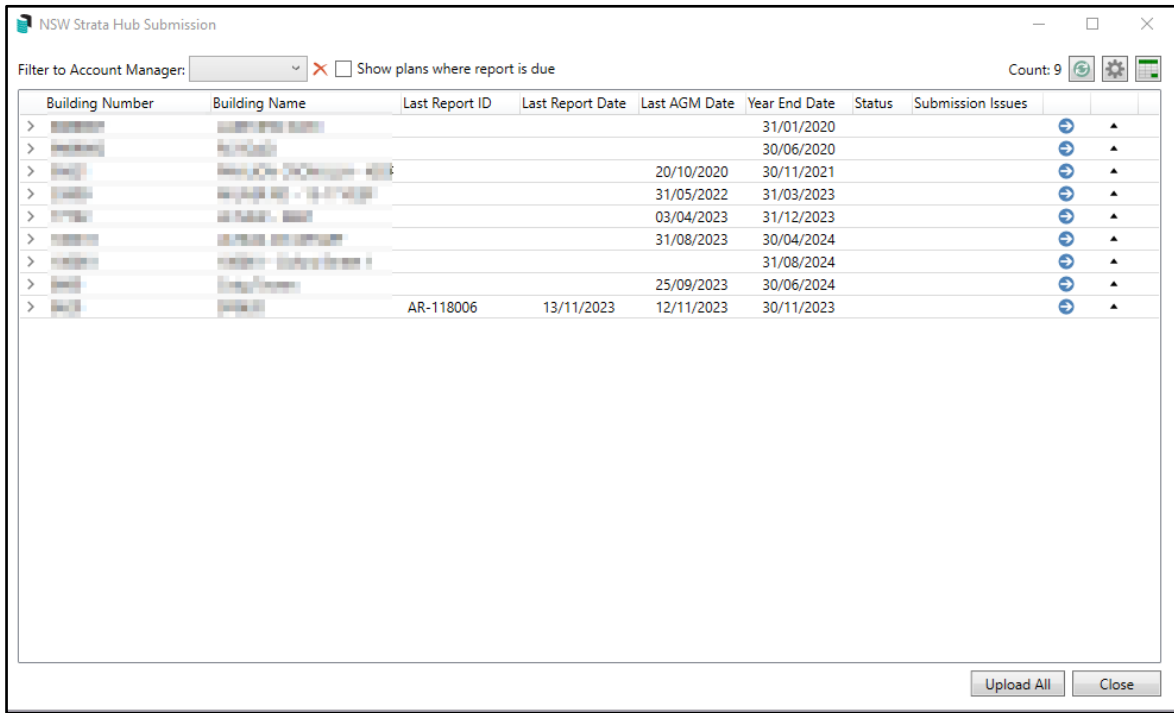 NSW Strata Hub Submission
Filter to Account Manager: Show plans where report is due Count: 9
Building Number Building Name Last Report ID Last Report Date Last AGM Date Year End Date Status Submission Issues
31/01/2020
30/06/2020
20/10/2020 30/11/2021
31/05/2022 31/03/2023
03/04/2023 31/12/2023
31/08/2023 30/04/2024
31/08/2024
25/09/2023 30/06/2024
AR-118006 13/11/2023 12/11/2023 30/11/2023
Upload All Close